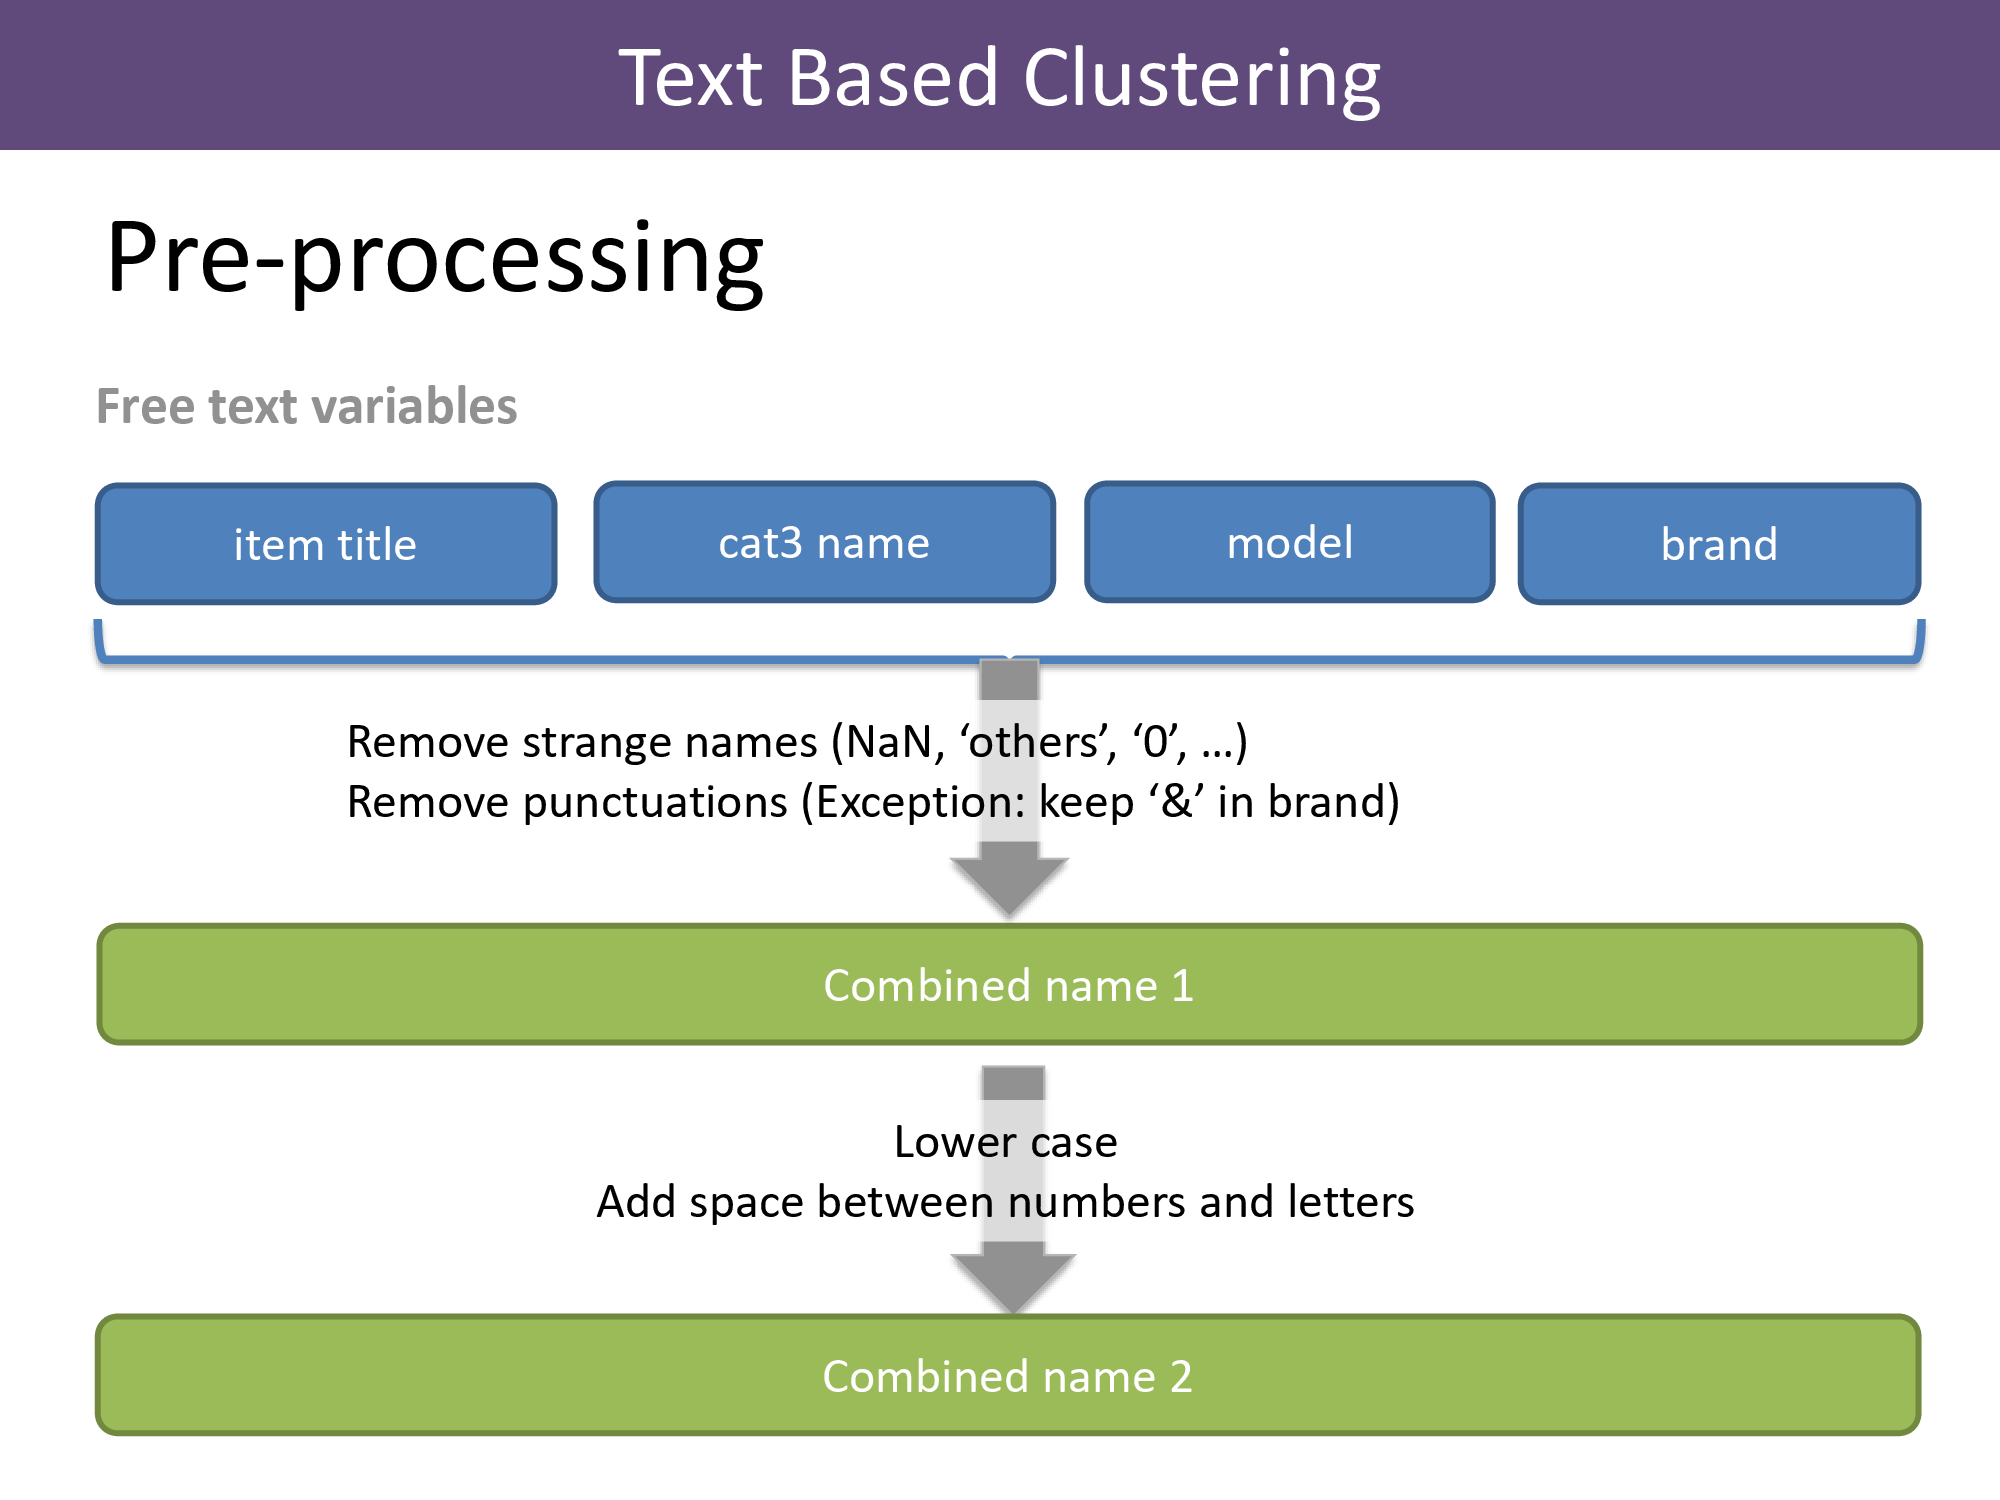 Text Based Clustering
Pre-processing
Free text variables
item title
cat3 name
model
brand
Remove strange names (NaN, ‘others’, ‘0’, …)
Remove punctuations (Exception: keep ‘&’ in brand)
Combined name 1
Lower case
Add space between numbers and letters
Combined name 2